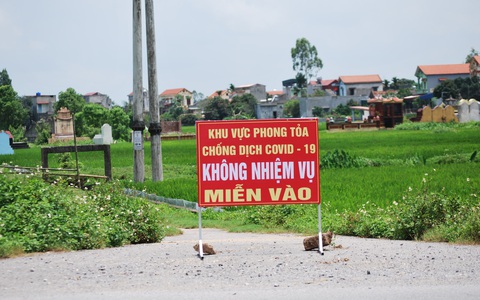 KHU VỰC PHONG TỎA
CHỐNG DỊCH COVID - 19
KHÔNG NHIỆM VỤ
MIỄN VÀO